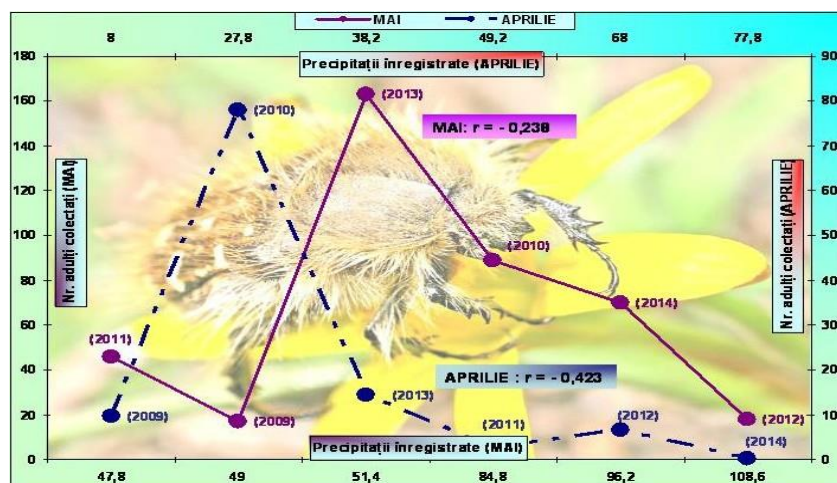 MAI APRILIE
8 27,8 38,2 49,2 68 77,8
Precipitații înregistrate (APRILIE)
180 90
160 80
140 70
120 60
100 50
80 40
60 30
40 20
20 10
0 0
Nr. adulți colectați (MAI)
Nr. adulți colectați (APRILIE)
(2013)
(2010)
MAI: r = - 0,238
(2010)
(2014)
(2011)
APRILIE : r = - 0,423
(2013)
(2009)
(2009)
(2011)
(2012)
(2012)
(2014)
Precipitații înregistrate (MAI)
47,8 49 51,4 84,8 96,2 108,6